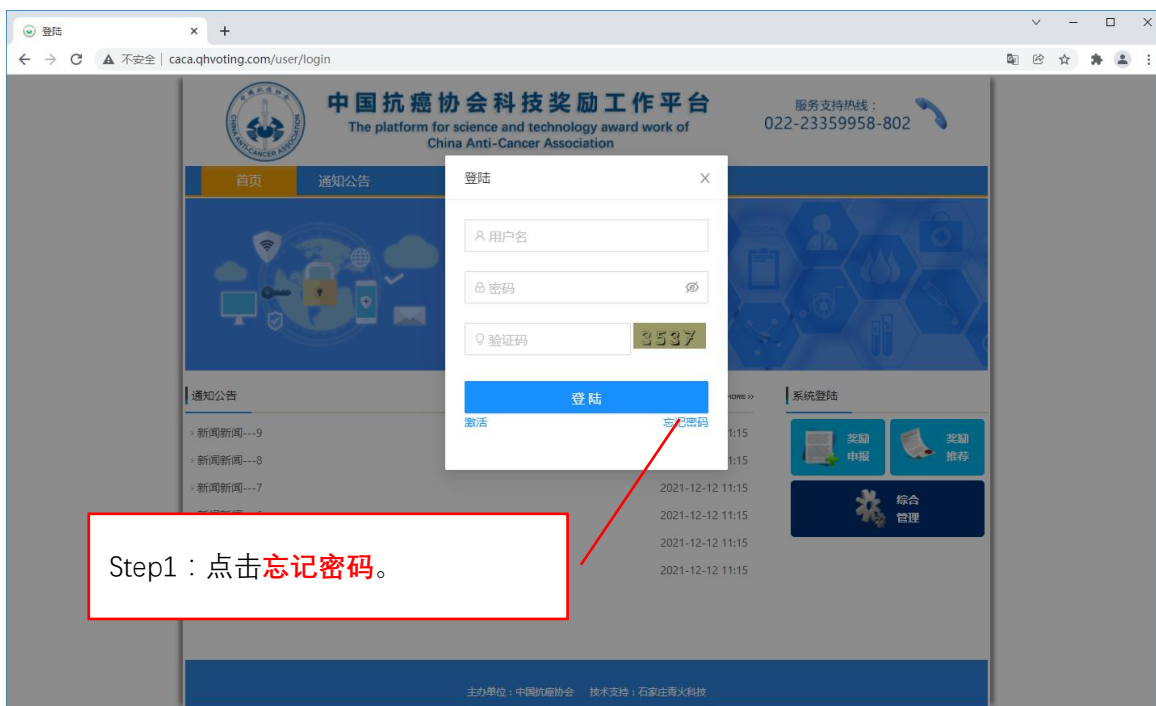 登陆
不安全
caca.qhvoting.com/user/login
中国抗癌协会科技奖励工作平台
The platform for science and technology award work of
China Anti-Cancer Association
服务支持热线：
022-23359958-802
首页
通知公告
登陆
用户名
密码
验证码
3537
登 陆
激活
忘记密码
通知公告
新闻新闻---9
1:15
新闻新闻---8
1:15
新闻新闻---7
2021-12-12 11:15
2021-12-12 11:15
2021-12-12 11:15
2021-12-12 11:15
系统登陆
奖励
申报
奖励
推荐
综合
管理
Step1：点击忘记密码。
主办单位：中国抗癌协会 技术支持：石家庄青火科技